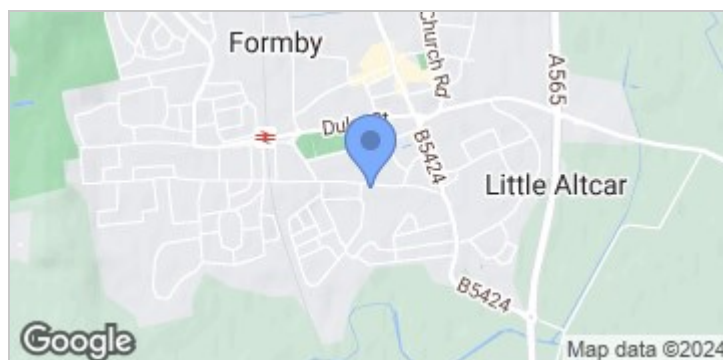 Formby
Church Rd
A565
B5424
Little Altcar
B5424
Google
Map data ©2024